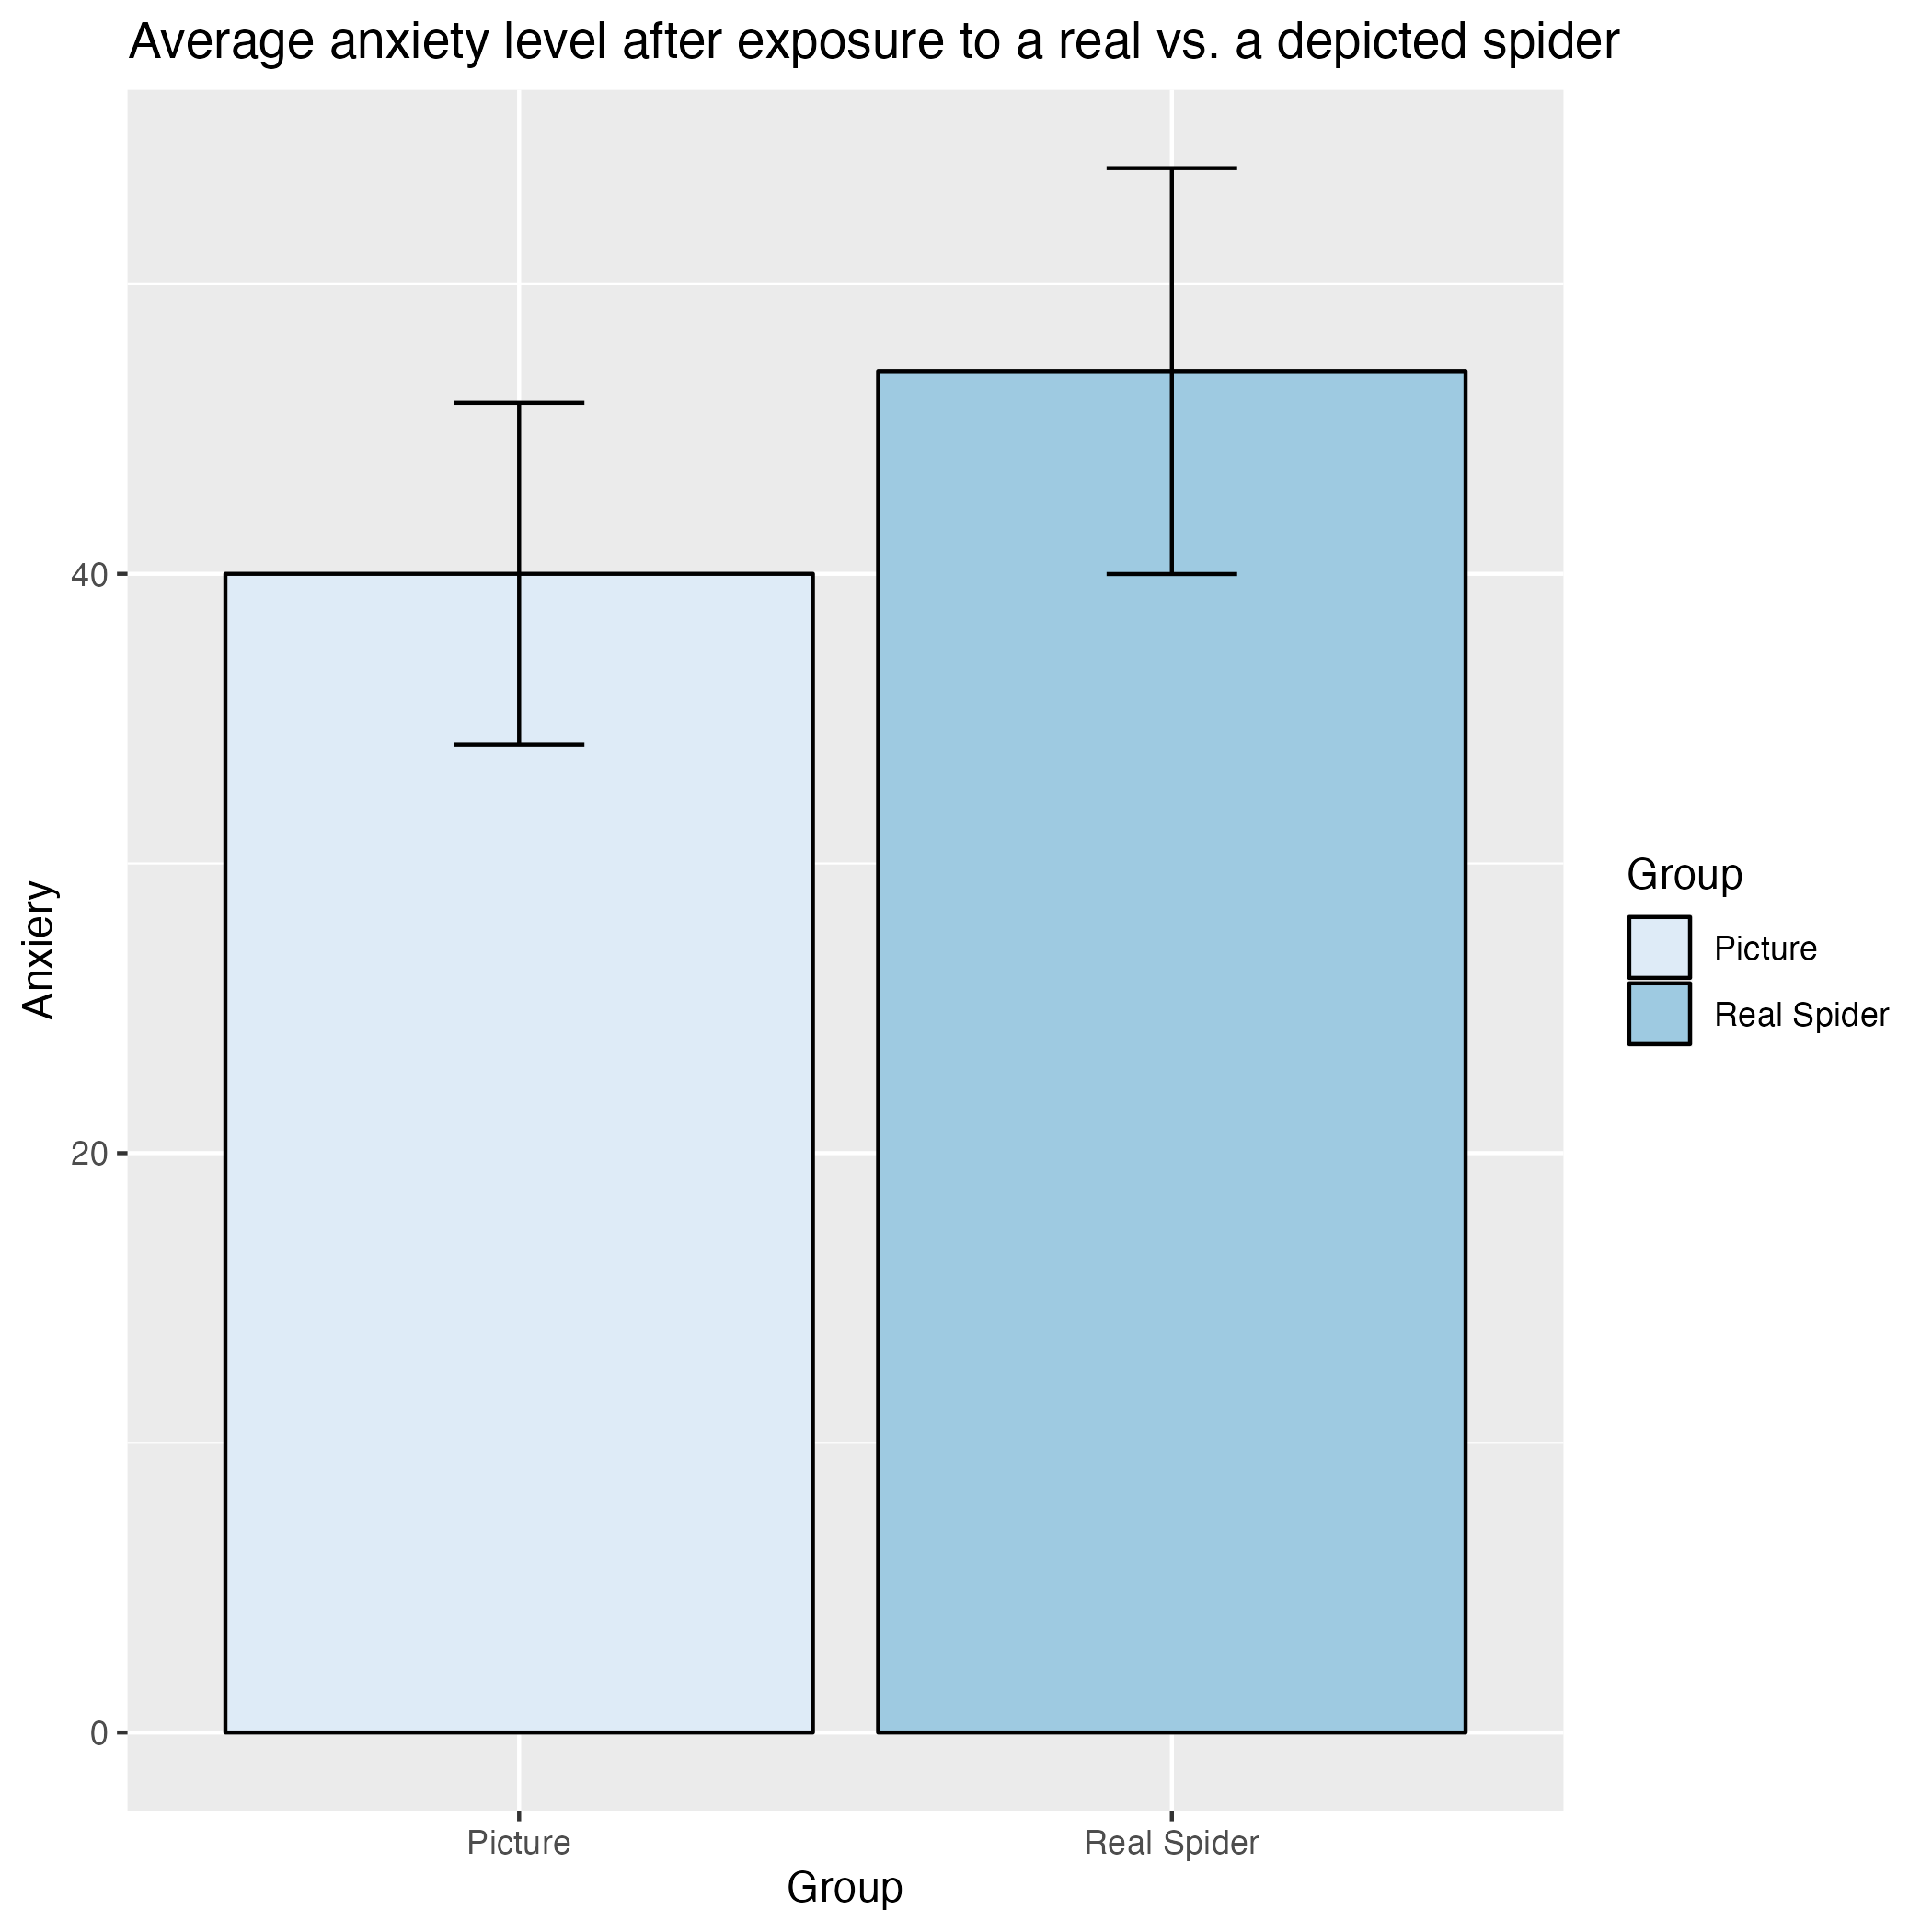 Average anxiety level after exposure to a real vs. a depicted spider
Anxiery
40
20
0
Picture
Real Spider
Group
Group
Picture
Real Spider